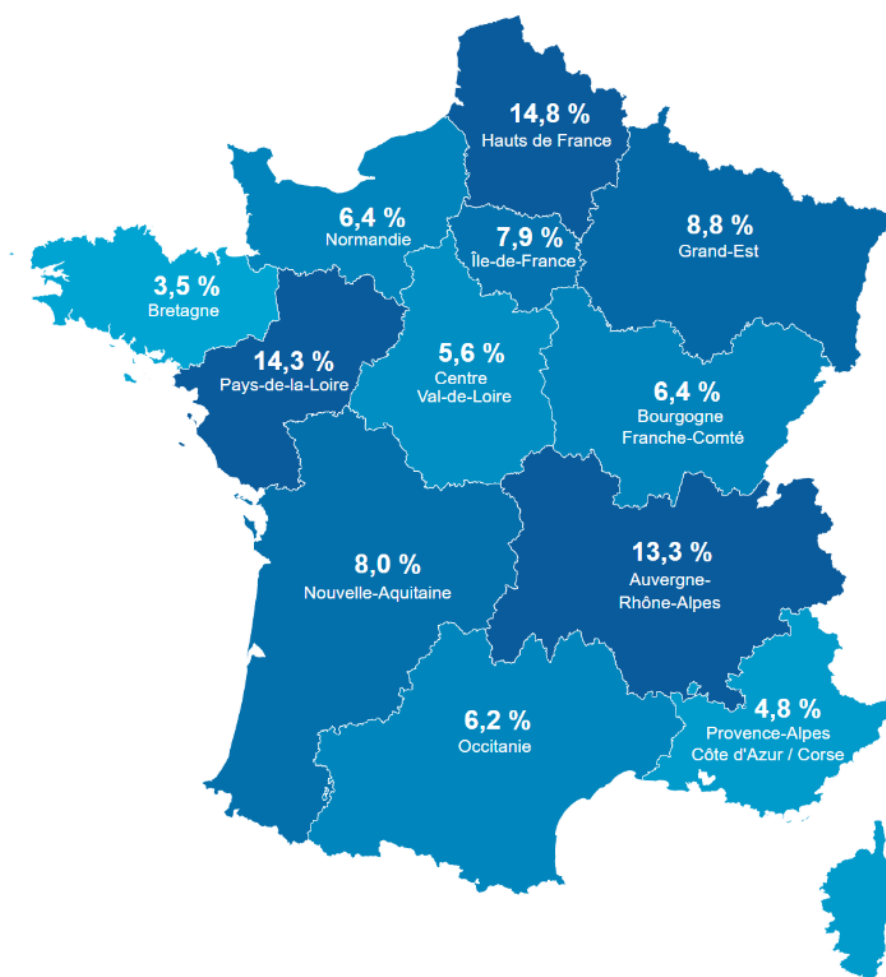 14,8 %
Hauts de France
6,4 %
Normandie
7,9 %
Île-de-France
8,8 %
Grand-Est
3,5 %
Bretagne
14,3 %
Pays-de-la-Loire
5,6 %
Centre
Val-de-Loire
6,4 %
Bourgogne
Franche-Comté
8,0 %
Nouvelle-Aquitaine
13,3 %
Auvergne-
Rhône-Alpes
6,2 %
Occitanie
4,8 %
Provence-Alpes
Côte d'Azur / Corse